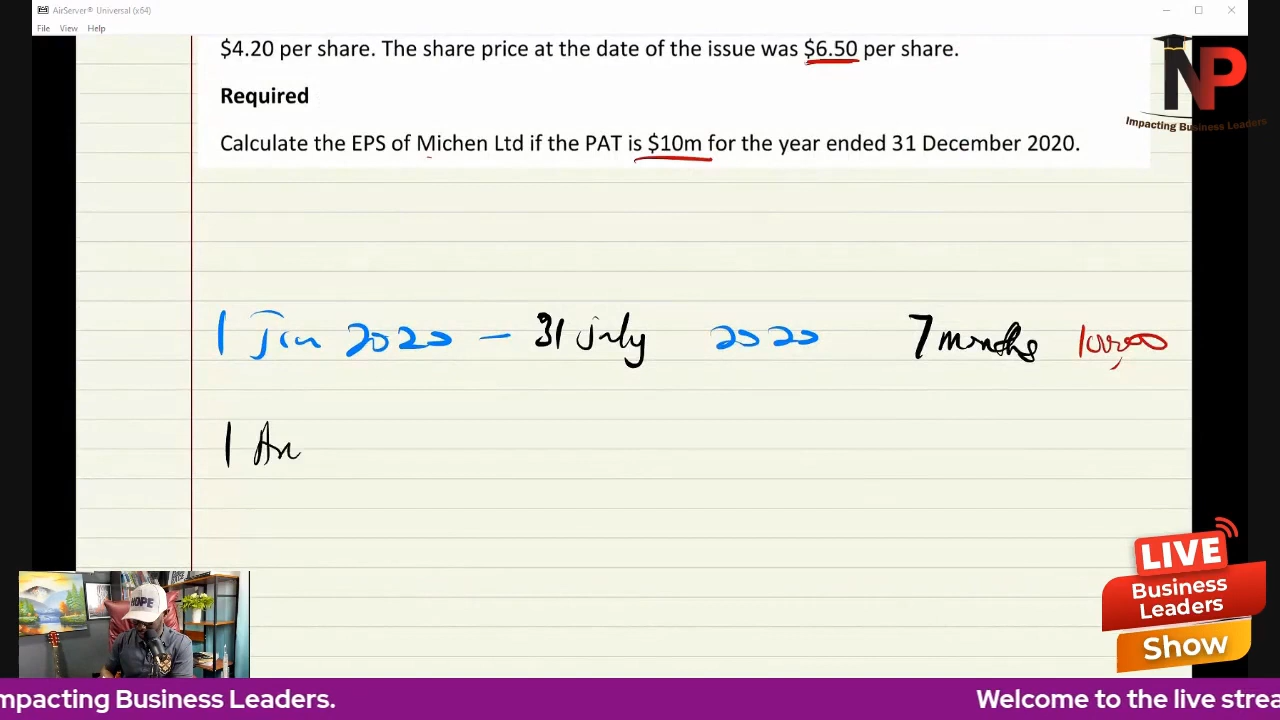 AirServer® Universal (x64)
File View Help
$4.20 per share. The share price at the date of the issue was $6.50 per share.
NP
Impacting Business Leaders
Required
Calculate the EPS of Michen Ltd if the PAT is $10m for the year ended 31 December 2020.
1 Jan 2020 - 31 July 2020 7 months
1
HOPE
LIVE
Business
Leaders
Show
mpacting Business Leaders.
Welcome to the live strea